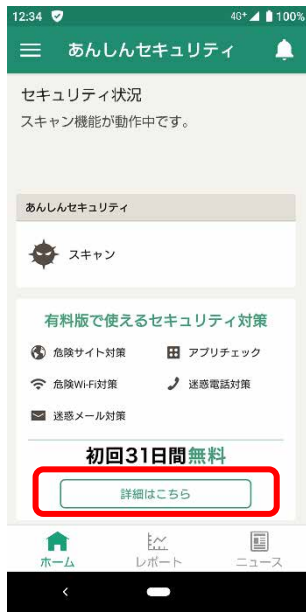 12:34
4G+
100%
あんしんセキュリティ
セキュリティ状況
スキャン機能が動作中です。
あんしんセキュリティ
スキャン
有料版で使えるセキュリティ対策
危険サイト対策
アプリチェック
危険Wi-Fi対策
迷惑電話対策
迷惑メール対策
初回31日間無料
詳細はこちら
ホーム
レポート
ニュース